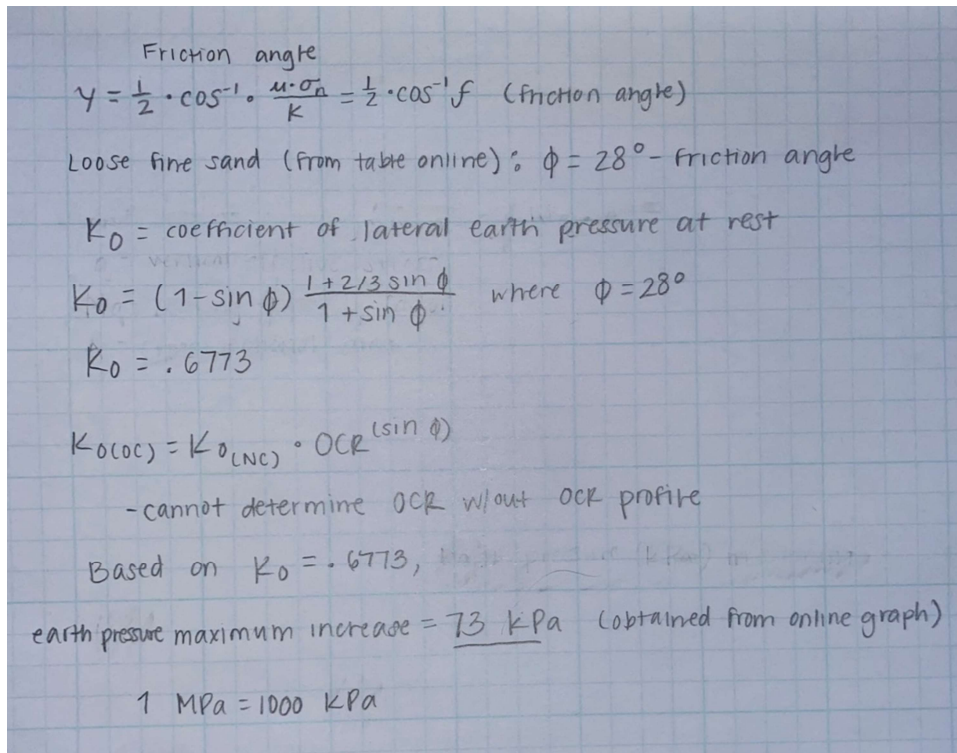 Friction angle
γ = 1/2 · cos⁻¹ · μ·σn/K = 1/2 · cos⁻¹f (friction angle)
Loose fine sand (from table online): ϕ = 28° - friction angle
K0 = coefficient of lateral earth pressure at rest
vertical
K0 = (1-sin ϕ) 1+2/3 sin ϕ / 1+sin ϕ where ϕ = 28°
K0 = .6773
K0(OC) = K0(NC) · OCR^(sin ϕ)
- cannot determine OCR w/out OCR profile
Based on K0 = .6773,
earth pressure maximum increase = 73 kPa (obtained from online graph)
1 MPa = 1000 KPa